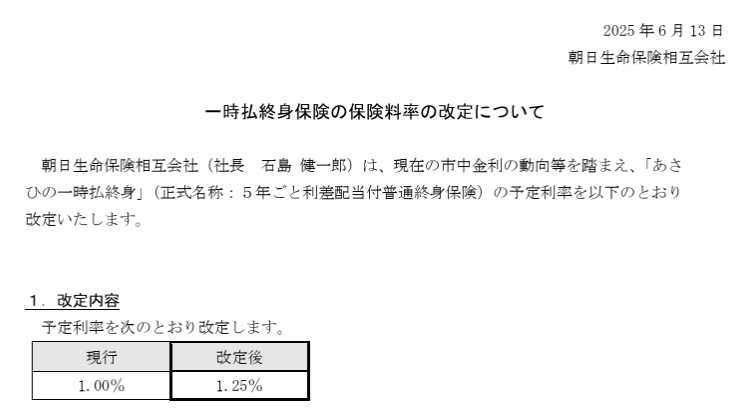 2025年6月13日
朝日生命保険相互会社
一時払終身保険の保険料率の改定について
朝日生命保険相互会社（社長　石島 健一郎）は、現在の市中金利の動向等を踏まえ、「あさ
ひの一時払終身」（正式名称：５年ごと利差配当付普通終身保険）の予定利率を以下のとおり
改定いたします。
１．改定内容
予定利率を次のとおり改定します。
現行 改定後
1.00% 1.25%